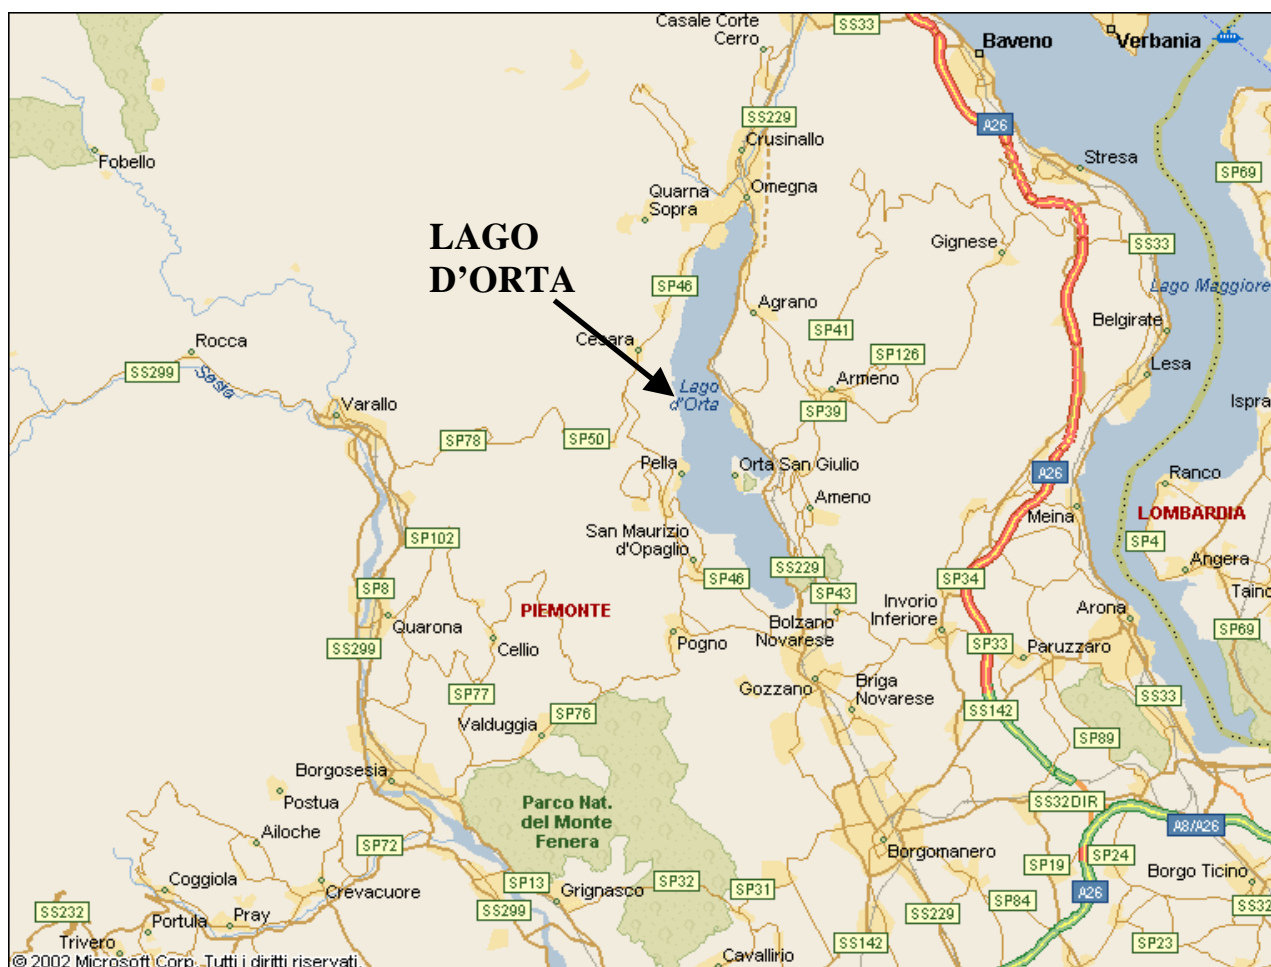 Casale Corte
Cerro
SS33
Baveno
Verbania
SS229
A26
Crusinallo
Fobello
Stresa
SP69
Quarna
Sopra
Omegna
LAGO
D'ORTA
Gignese
SS33
SP46
Lago Maggiore
Agrano
Belgirate
Rocca
Cesara
SP41
SP126
SS299
Sesia
Lesa
Lago
d'Orta
Armeno
Varallo
SP39
Ispra
SP78
SP50
Pella
Orta San Giulio
A26
Ranco
Ameno
Meina
LOMBARDIA
San Maurizio
d'Opaglio
SP102
SP4
Angera
SS229
SP46
SP34
SP8
SP43
Taino
PIEMONTE
Invorio
Inferiore
Arona
Quarona
Bolzano
Novarese
SP69
SS299
Cellio
Pogno
SP33
Paruzzaro
Gozzano
Briga
Novarese
SP77
SS33
SP76
SS142
Valduggia
SP89
Borgosesia
Postua
Parco Nat.
del Monte
Fenera
SS32DIR
A8/A26
Ailoche
SP72
Borgomanero
SP24
SP19
Borgo Ticino
Coggiola
Crevacuore
SP13
Grignasco
SP32
SP31
A26
SP84
SS232
Portula
Pray
SS299
SS229
SS32
Trivero
SS142
SP23
Cavallirio
© 2002 Microsoft Corp. Tutti i diritti riservati.